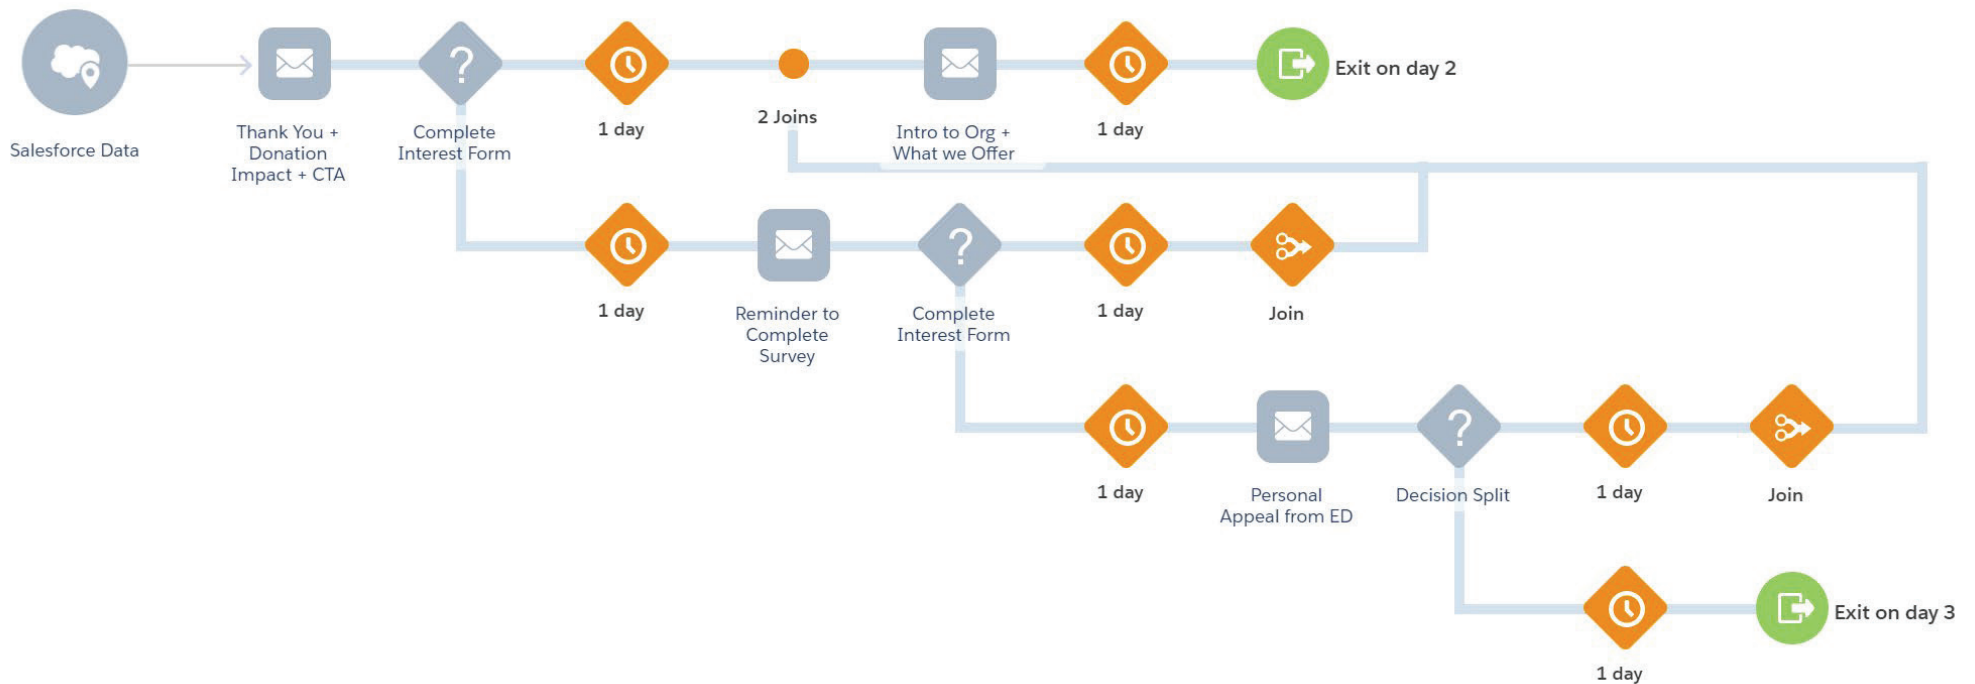 Exit on day 2
2 Joins
1 day
1 day
Thank You +
Donation
Impact + CTA
Complete
Interest Form
Intro to Org +
What we Offer
Salesforce Data
1 day
Reminder to
Complete
Survey
Complete
Interest Form
1 day
Join
1 day
Personal
Appeal from ED
Decision Split
1 day
Join
Exit on day 3
1 day